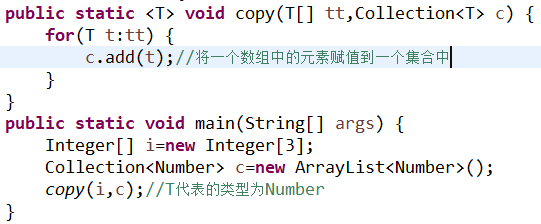 public static <T> void copy(T[] tt,Collection<T> c) {
    for(T t:tt) {
        c.add(t);//将一个数组中的元素赋值到一个集合中
    }
}
public static void main(String[] args) {
    Integer[] i=new Integer[3];
    Collection<Number> c=new ArrayList<Number>();
    copy(i,c);//T代表的类型为Number